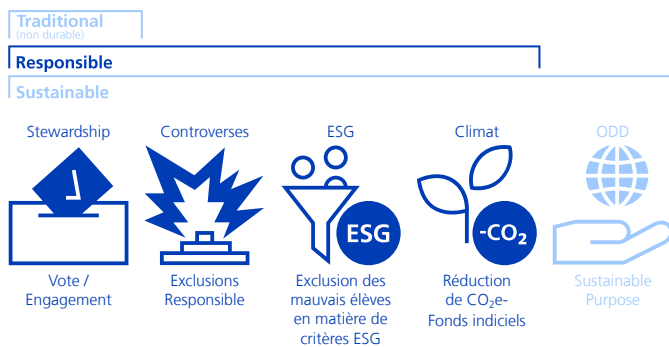 Traditional
(non durable)
Responsible
Sustainable
Stewardship
Controverses
ESG
Climat
ODD
ESG
-CO₂
Vote /
Engagement
Exclusions
Responsible
Exclusion des
mauvais élèves
en matière de
critères ESG
Réduction
de CO₂e-
Fonds indiciels
Sustainable
Purpose